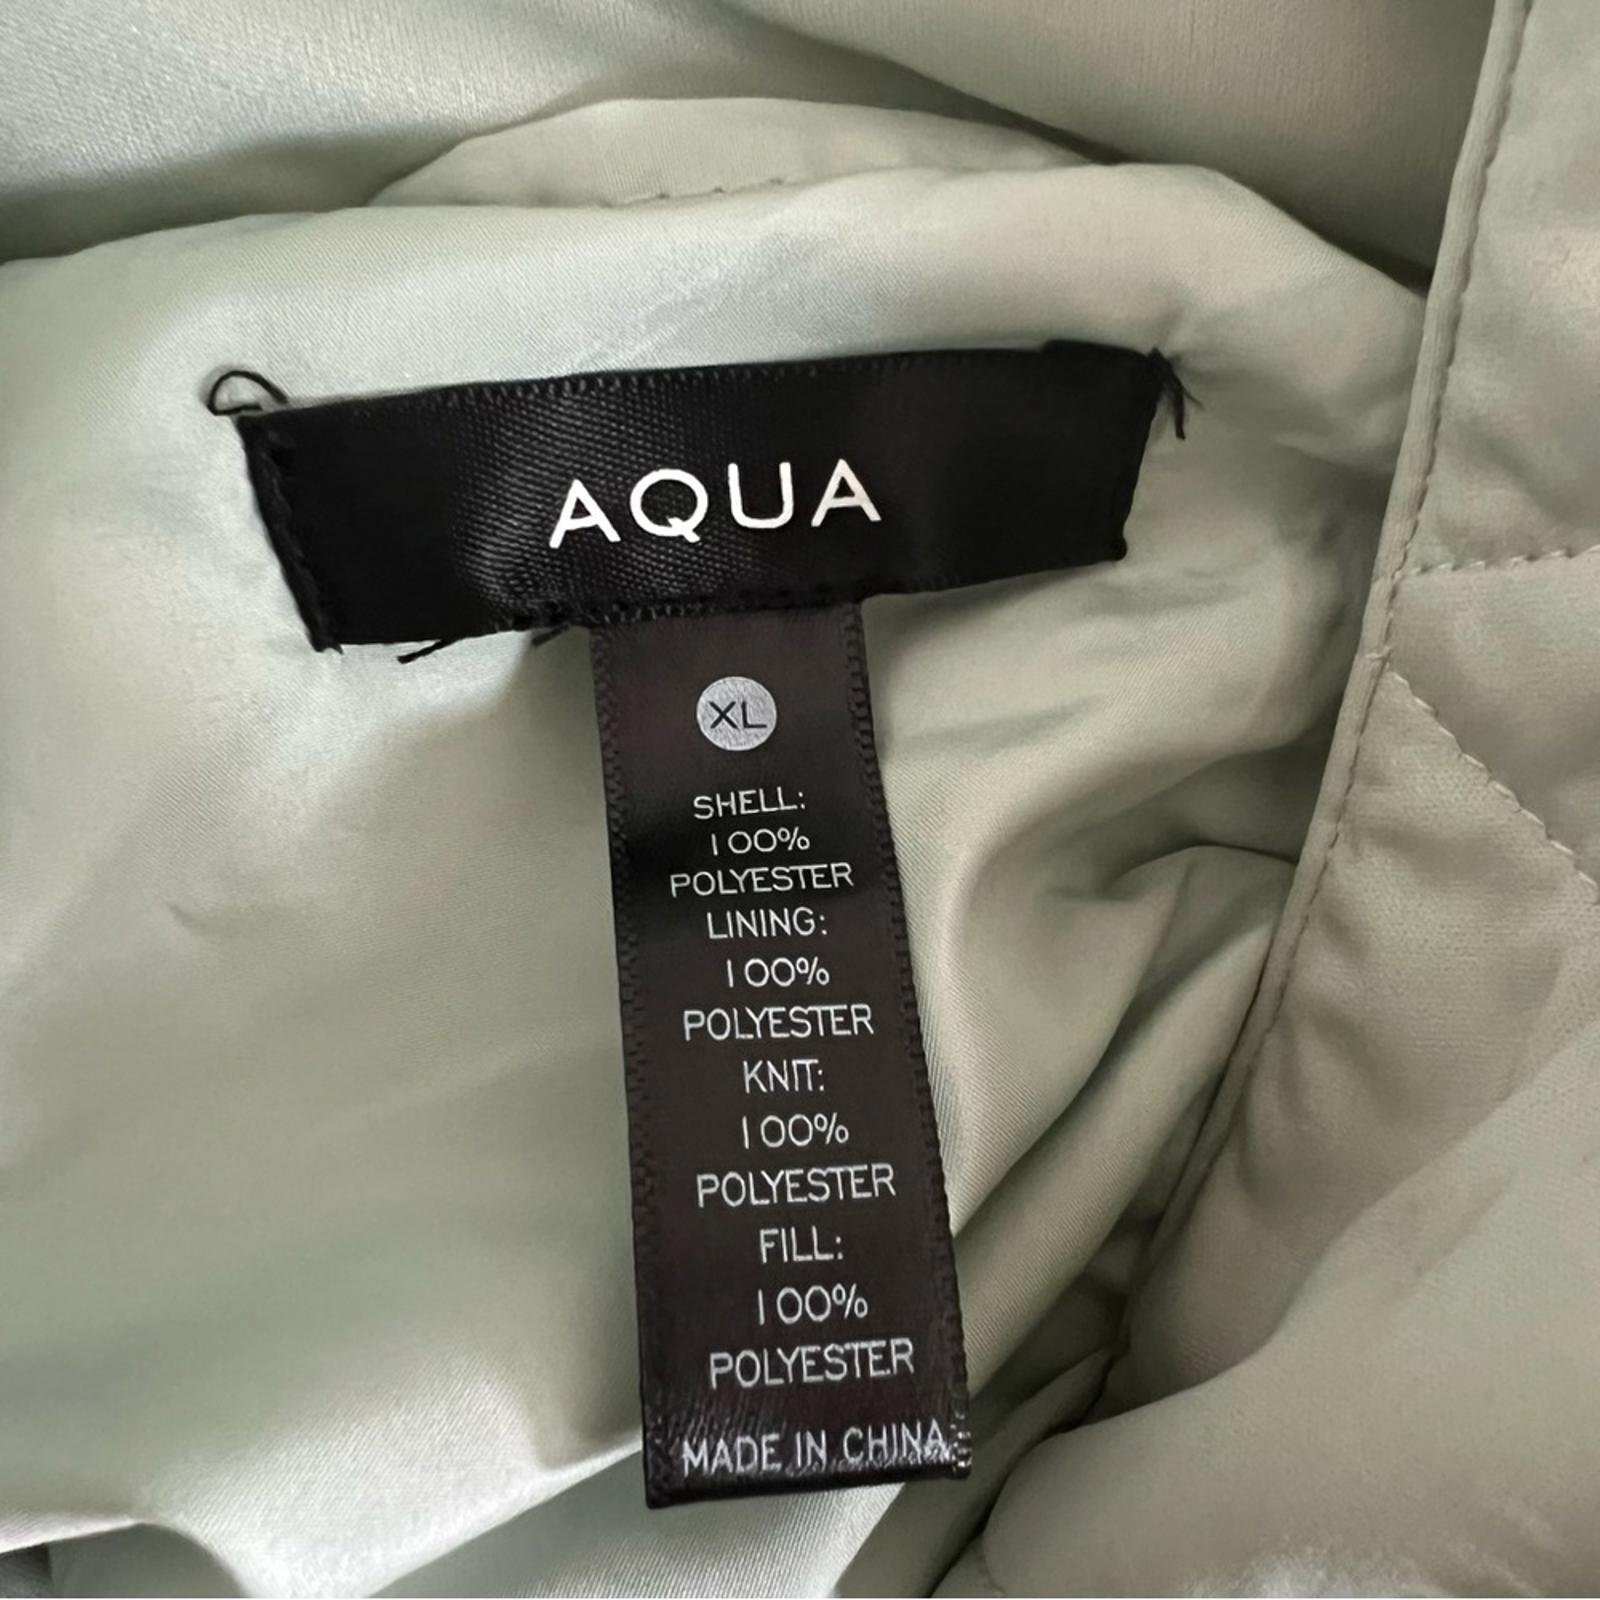 AQUA
XL
SHELL:
100%
POLYESTER
LINING:
100%
POLYESTER
KNIT:
100%
POLYESTER
FILL:
100%
POLYESTER
MADE IN CHINA